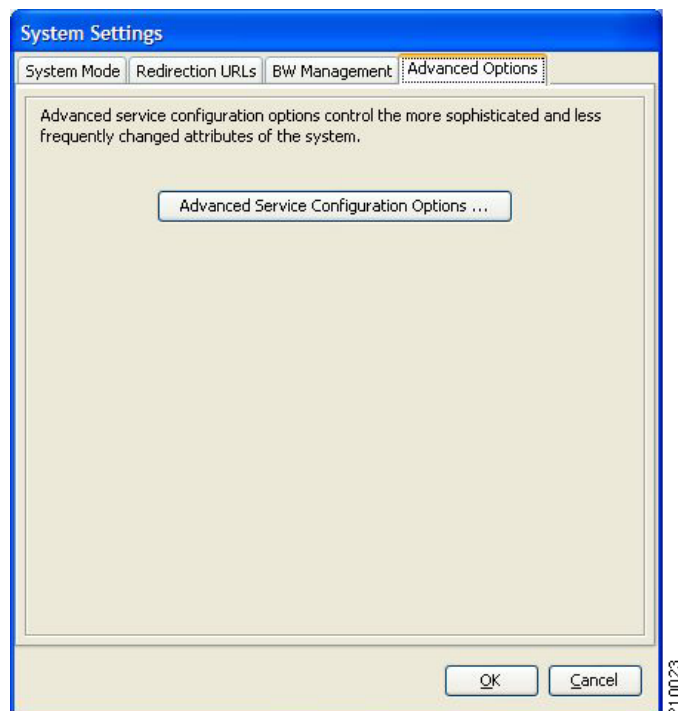 System Settings
System Mode Redirection URLs BW Management Advanced Options
Advanced service configuration options control the more sophisticated and less
frequently changed attributes of the system.
Advanced Service Configuration Options ...
OK Cancel
210023